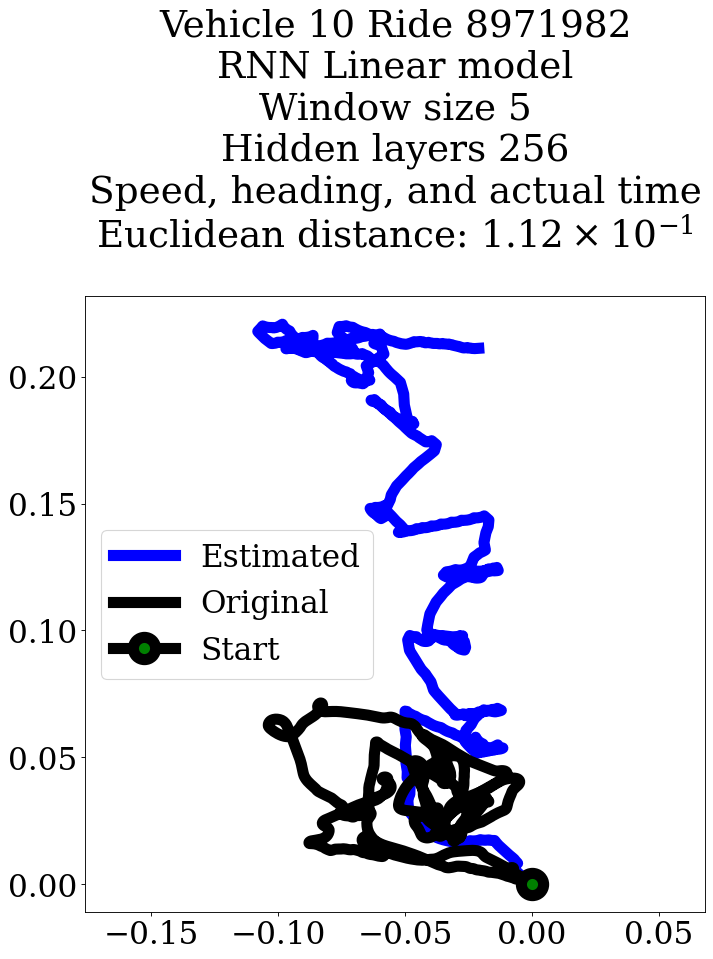 Vehicle 10 Ride 8971982
RNN Linear model
Window size 5
Hidden layers 256
Speed, heading, and actual time
Euclidean distance: 1.12 × 10⁻¹
0.20
0.15
0.10
0.05
0.00
Estimated
Original
Start
−0.15 −0.10 −0.05 0.00 0.05